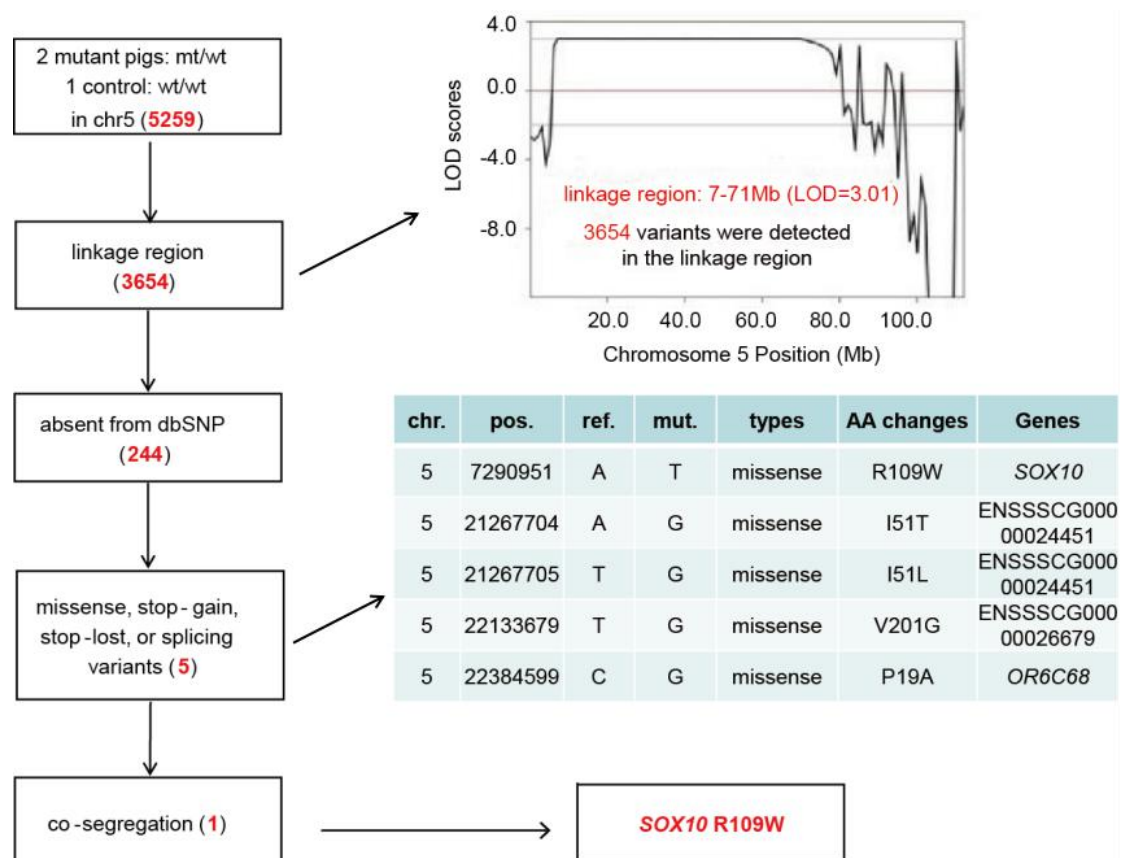 2 mutant pigs: mt/wt
1 control: wt/wt
in chr5 (5259)
linkage region
(3654)
absent from dbSNP
(244)
missense, stop-gain,
stop-lost, or splicing
variants (5)
co-segregation (1)
LOD scores
4.0
0.0
-4.0
-8.0
linkage region: 7-71Mb (LOD=3.01)
3654 variants were detected
in the linkage region
20.0 40.0 60.0 80.0 100.0
Chromosome 5 Position (Mb)
chr. pos. ref. mut. types AA changes Genes
5 7290951 A T missense R109W SOX10
5 21267704 A G missense I51T ENSSSCG000
00024451
5 21267705 T G missense I51L ENSSSCG000
00024451
5 22133679 T G missense V201G ENSSSCG000
00026679
5 22384599 C G missense P19A OR6C68
SOX10 R109W